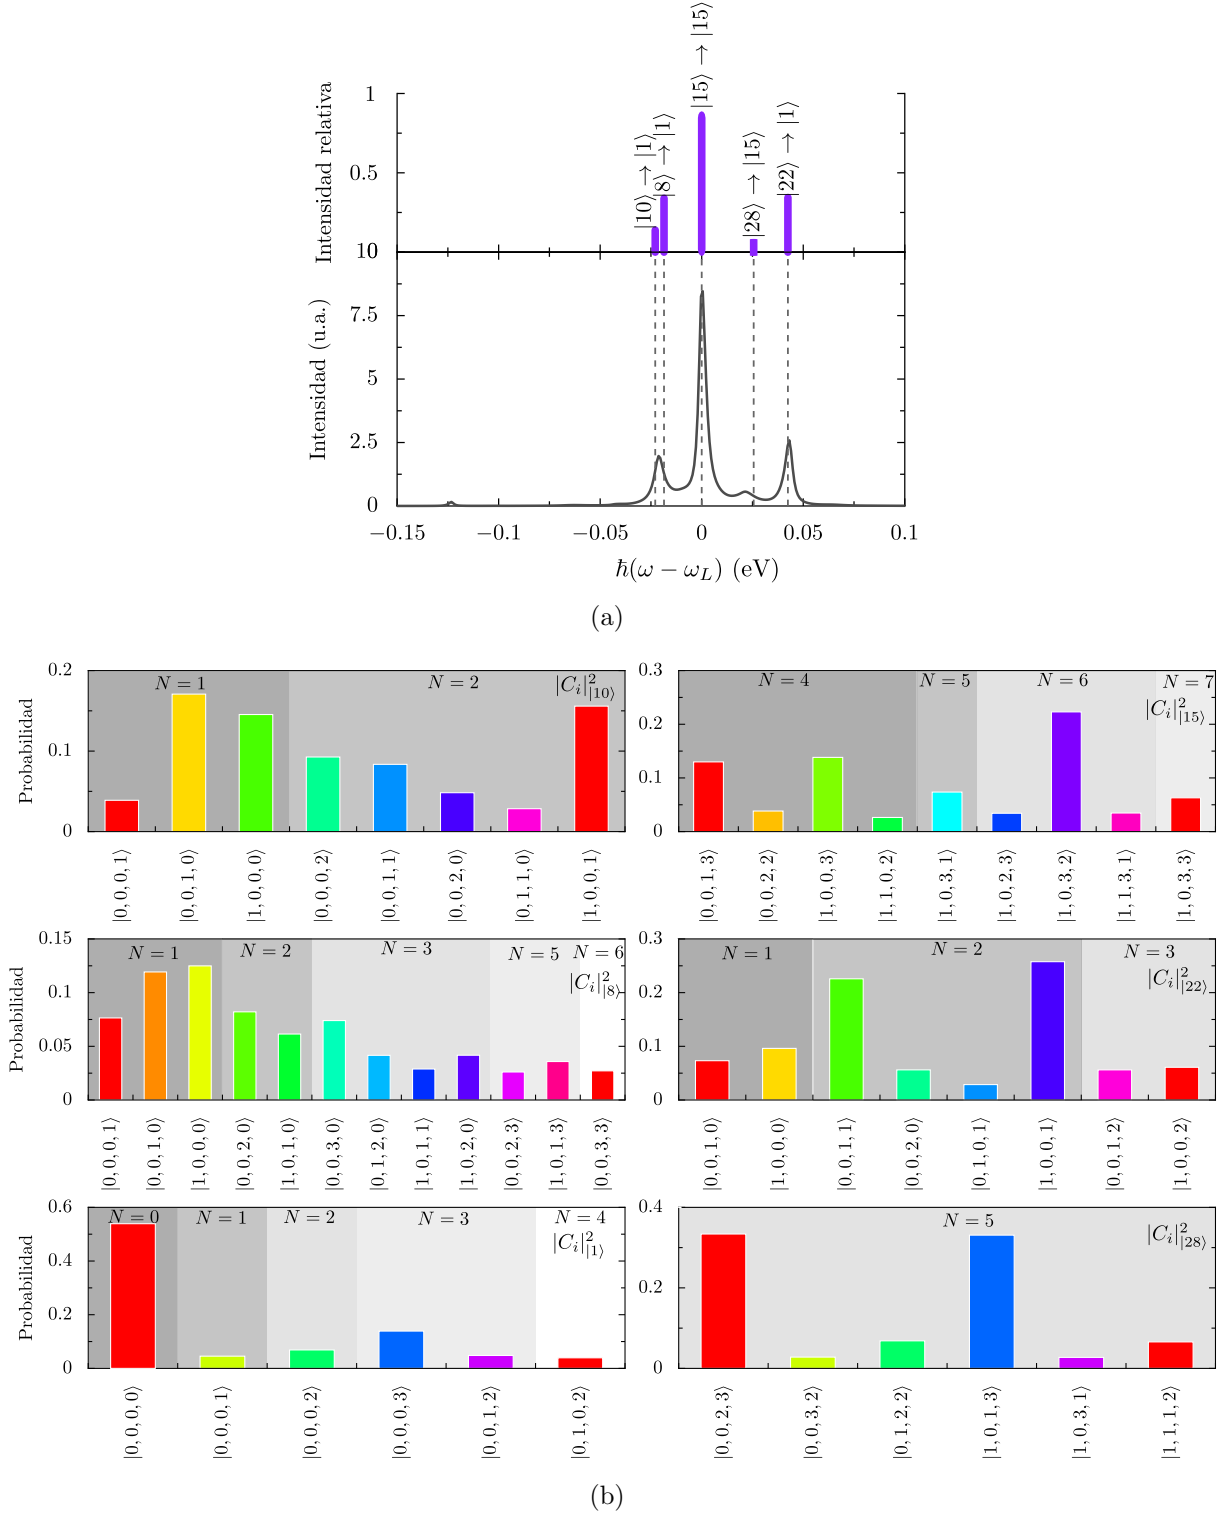 |10⟩ → |1⟩
|8⟩ → |1⟩
|15⟩ → |15⟩
|28⟩ → |15⟩
|22⟩ → |1⟩
Intensidad relativa
1
0.5
10
7.5
5
2.5
0
Intensidad (u.a.)
−0.15 −0.1 −0.05 0 0.05 0.1
ħ(ω − ω_L) (eV)
(a)
Probabilidad
0.2
0.1
0
N = 1 N = 2 |C_i|²_|10⟩
|0, 0, 0, 1⟩ |0, 0, 1, 0⟩ |1, 0, 0, 0⟩ |0, 0, 0, 2⟩ |0, 0, 1, 1⟩ |0, 0, 2, 0⟩ |0, 1, 1, 0⟩ |1, 0, 0, 1⟩
0.3
0.2
0.1
0
N = 4 N = 5 N = 6 N = 7
|C_i|²_|15⟩
|0, 0, 1, 3⟩ |0, 0, 2, 2⟩ |1, 0, 0, 3⟩ |1, 1, 0, 2⟩ |1, 0, 3, 1⟩ |1, 0, 2, 3⟩ |1, 0, 3, 2⟩ |1, 1, 3, 1⟩ |1, 0, 3, 3⟩
Probabilidad
0.15
0.1
0.05
0
N = 1 N = 2 N = 3 N = 5 N = 6
|C_i|²_|8⟩
|0, 0, 0, 1⟩ |0, 0, 1, 0⟩ |1, 0, 0, 0⟩ |0, 0, 2, 0⟩ |1, 0, 1, 0⟩ |0, 0, 3, 0⟩ |0, 1, 2, 0⟩ |1, 0, 1, 1⟩ |1, 0, 2, 0⟩ |0, 0, 2, 3⟩ |1, 0, 1, 3⟩ |0, 0, 3, 3⟩
0.3
0.2
0.1
0
N = 1 N = 2 N = 3
|C_i|²_|22⟩
|0, 0, 1, 0⟩ |1, 0, 0, 0⟩ |0, 0, 1, 1⟩ |0, 0, 2, 0⟩ |0, 1, 0, 1⟩ |1, 0, 0, 1⟩ |0, 0, 1, 2⟩ |1, 0, 0, 2⟩
Probabilidad
0.6
0.4
0.2
0
N = 0 N = 1 N = 2 N = 3 N = 4
|C_i|²_|1⟩
|0, 0, 0, 0⟩ |0, 0, 0, 1⟩ |0, 0, 0, 2⟩ |0, 0, 0, 3⟩ |0, 0, 1, 2⟩ |0, 1, 0, 2⟩
0.4
0.2
0
N = 5
|C_i|²_|28⟩
|0, 0, 2, 3⟩ |0, 0, 3, 2⟩ |0, 1, 2, 2⟩ |1, 0, 1, 3⟩ |1, 0, 3, 1⟩ |1, 1, 1, 2⟩
(b)